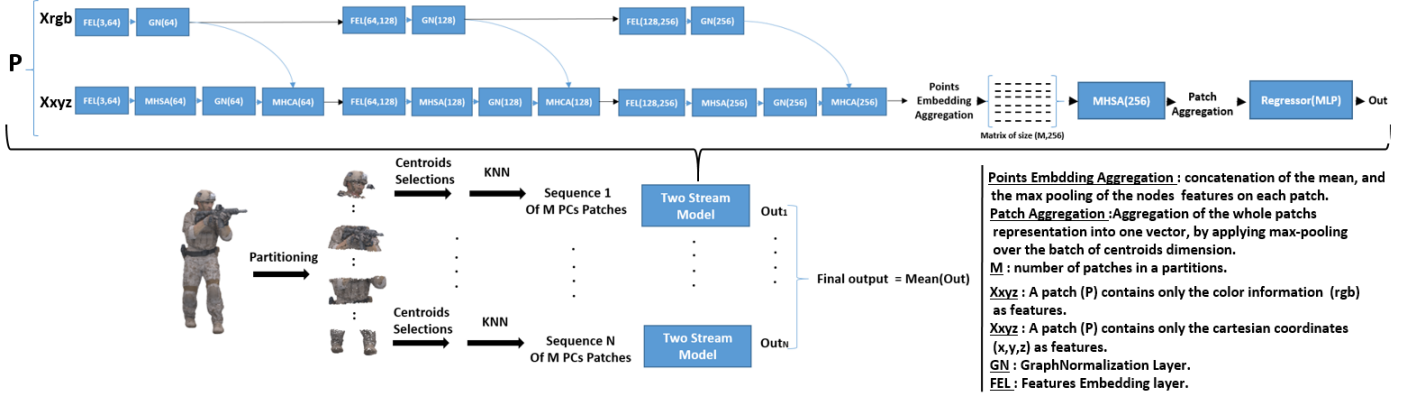 Xrgb
FEL(3,64)
GN(64)
FEL(64,128)
GN(128)
FEL(128,256)
GN(256)
P
Xxyz
FEL(3,64)
MHSA(64)
GN(64)
MHCA(64)
FEL(64,128)
MHSA(128)
GN(128)
MHCA(128)
FEL(128,256)
MHSA(256)
GN(256)
MHCA(256)
Points
Embedding
Aggregation
Matrix of size (M,256)
MHSA(256)
Patch
Aggregation
Regressor(MLP)
Out
Partitioning
Centroids
Selections
KNN
Sequence 1
Of M PCs Patches
Two Stream
Model
Out1
Centroids
Selections
KNN
Sequence N
Of M PCs Patches
Two Stream
Model
OutN
Final output = Mean(Out)
Points Embdding Aggregation : concatenation of the mean, and
the max pooling of the nodes features on each patch.
Patch Aggregation :Aggregation of the whole patchs
representation into one vector, by applying max-pooling
over the batch of centroids dimension.
M : number of patches in a partitions.
Xxyz : A patch (P) contains only the color information (rgb)
as features.
Xxyz : A patch (P) contains only the cartesian coordinates
(x,y,z) as features.
GN : GraphNormalization Layer.
FEL : Features Embedding layer.